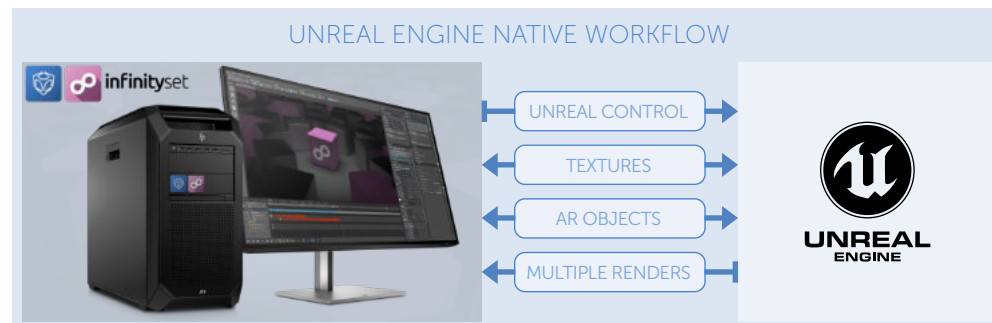 UNREAL ENGINE NATIVE WORKFLOW
infinityset
UNREAL CONTROL
TEXTURES
AR OBJECTS
MULTIPLE RENDERS
UNREAL
ENGINE